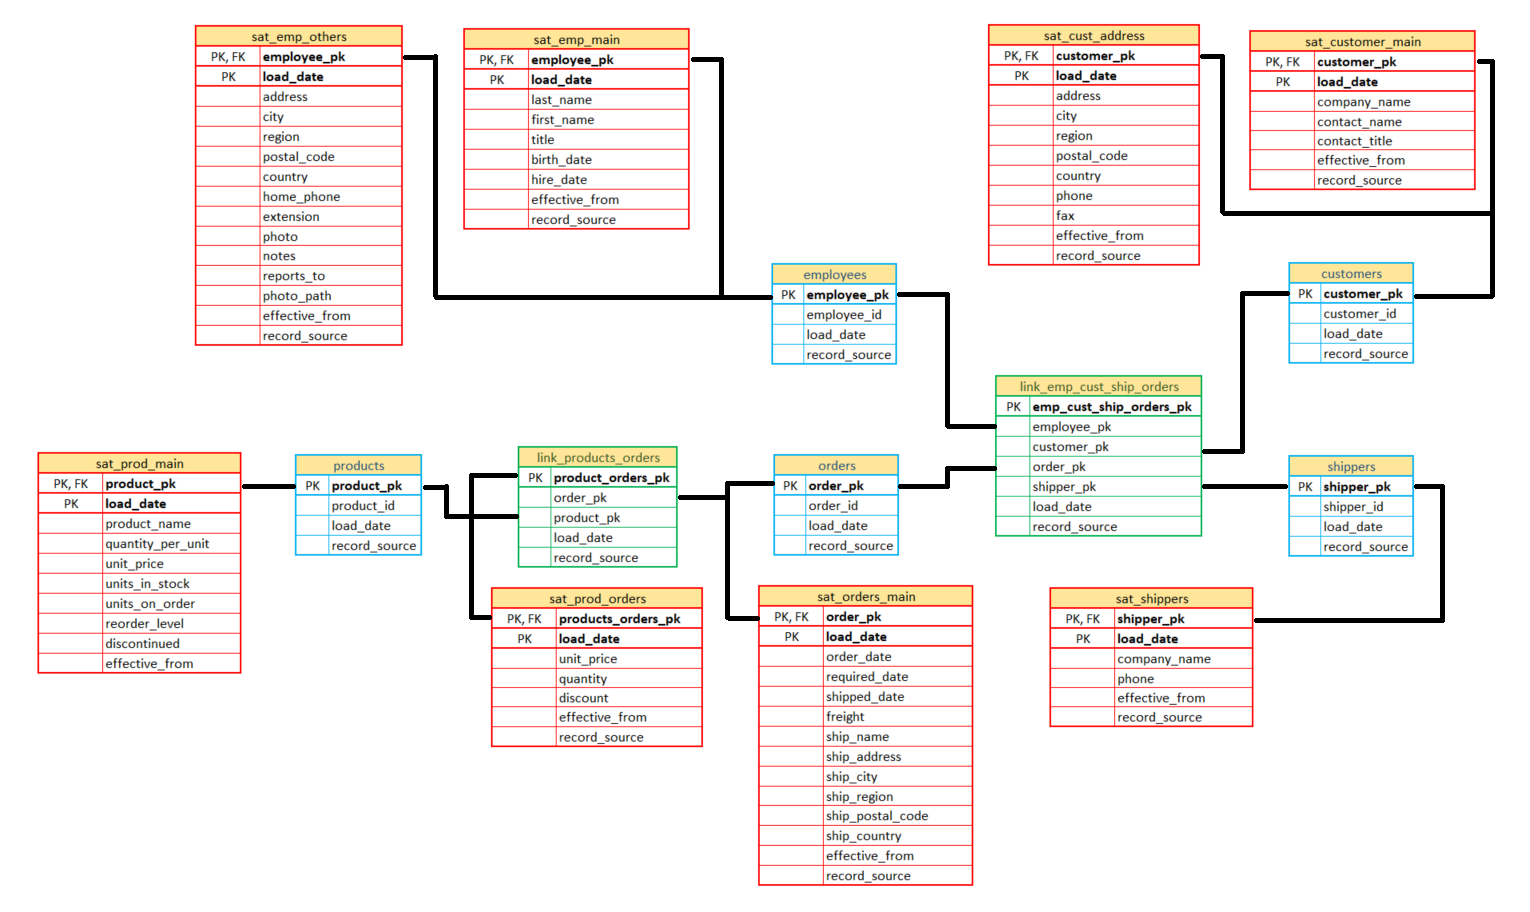 sat_emp_others
PK, FK employee_pk
PK load_date
address
city
region
postal_code
country
home_phone
extension
photo
notes
reports_to
photo_path
effective_from
record_source
sat_emp_main
PK, FK employee_pk
PK load_date
last_name
first_name
title
birth_date
hire_date
effective_from
record_source
sat_cust_address
PK, FK customer_pk
PK load_date
address
city
region
postal_code
country
phone
fax
effective_from
record_source
sat_customer_main
PK, FK customer_pk
PK load_date
company_name
contact_name
contact_title
effective_from
record_source
employees
PK employee_pk
employee_id
load_date
record_source
customers
PK customer_pk
customer_id
load_date
record_source
link_emp_cust_ship_orders
PK emp_cust_ship_orders_pk
employee_pk
customer_pk
order_pk
shipper_pk
load_date
record_source
sat_prod_main
PK, FK product_pk
PK load_date
product_name
quantity_per_unit
unit_price
units_in_stock
units_on_order
reorder_level
discontinued
effective_from
products
PK product_pk
product_id
load_date
record_source
link_products_orders
PK product_orders_pk
order_pk
product_pk
load_date
record_source
orders
PK order_pk
order_id
load_date
record_source
shippers
PK shipper_pk
shipper_id
load_date
record_source
sat_prod_orders
PK, FK products_orders_pk
PK load_date
unit_price
quantity
discount
effective_from
record_source
sat_orders_main
PK, FK order_pk
PK load_date
order_date
required_date
shipped_date
freight
ship_name
ship_address
ship_city
ship_region
ship_postal_code
ship_country
effective_from
record_source
sat_shippers
PK, FK shipper_pk
PK load_date
company_name
phone
effective_from
record_source